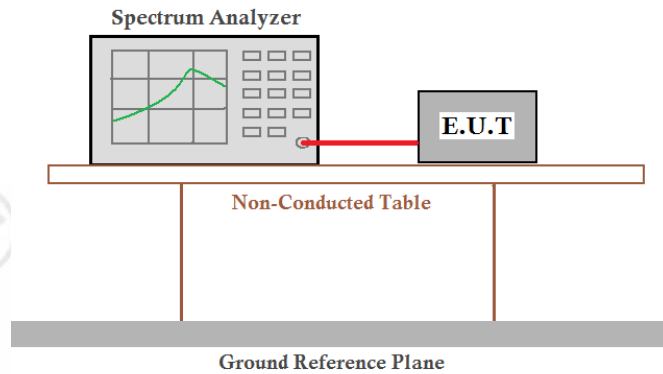 Spectrum Analyzer
E.U.T
Non-Conducted Table
Ground Reference Plane